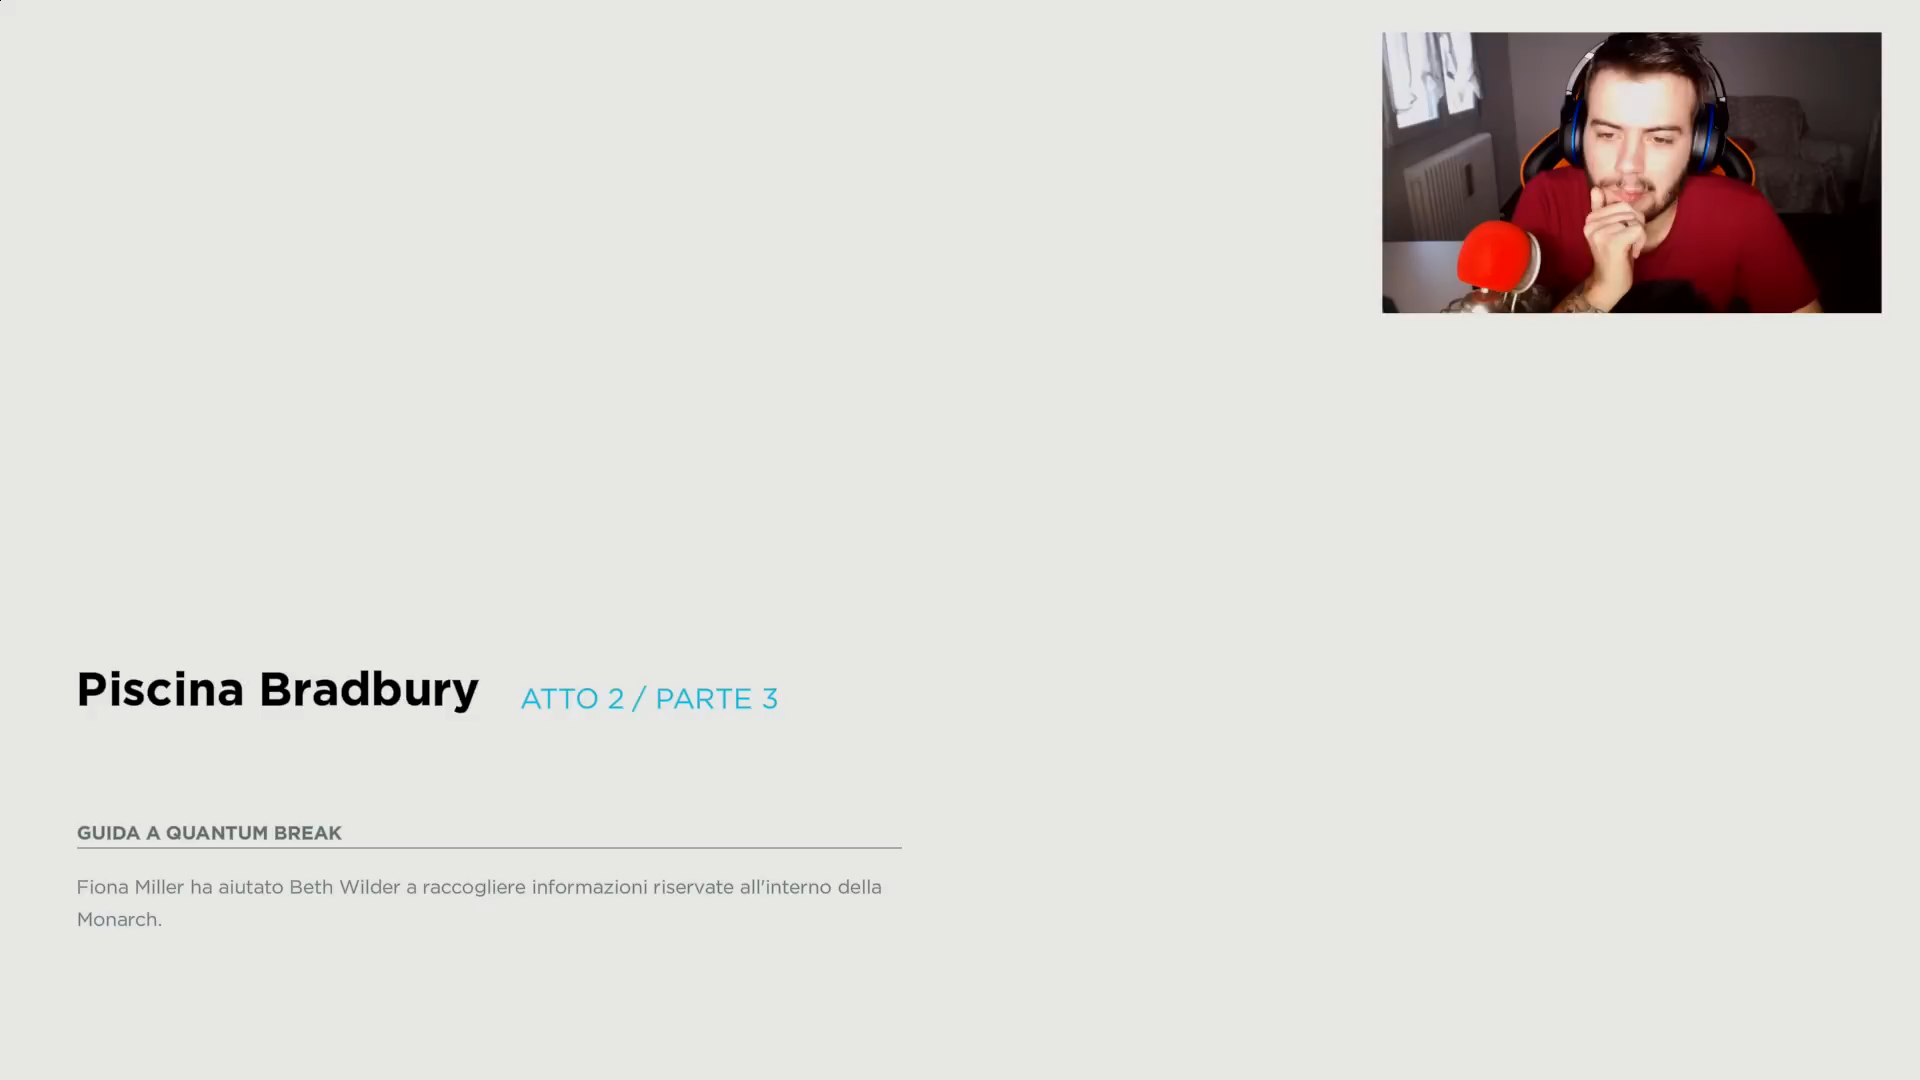 Piscina Bradbury ATTO 2 / PARTE 3
GUIDA A QUANTUM BREAK
Fiona Miller ha aiutato Beth Wilder a raccogliere informazioni riservate all'interno della
Monarch.